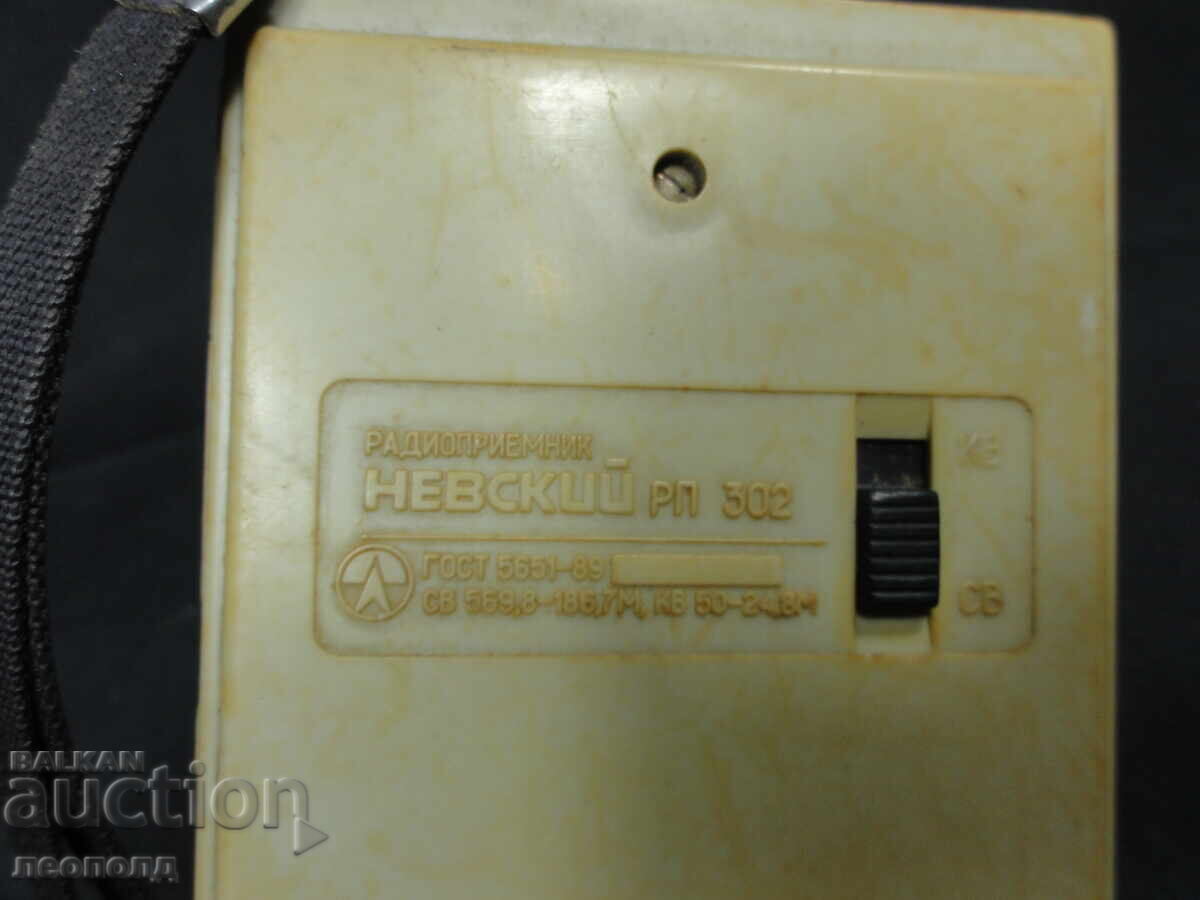 РАДИОПРИЕМНИК
НЕВСКИЙ РП 302
КВ
ГОСТ 5651-89
СВ 569,8-186,7М, КВ 50-24,8М
СВ
BALKAN
auction
леополд